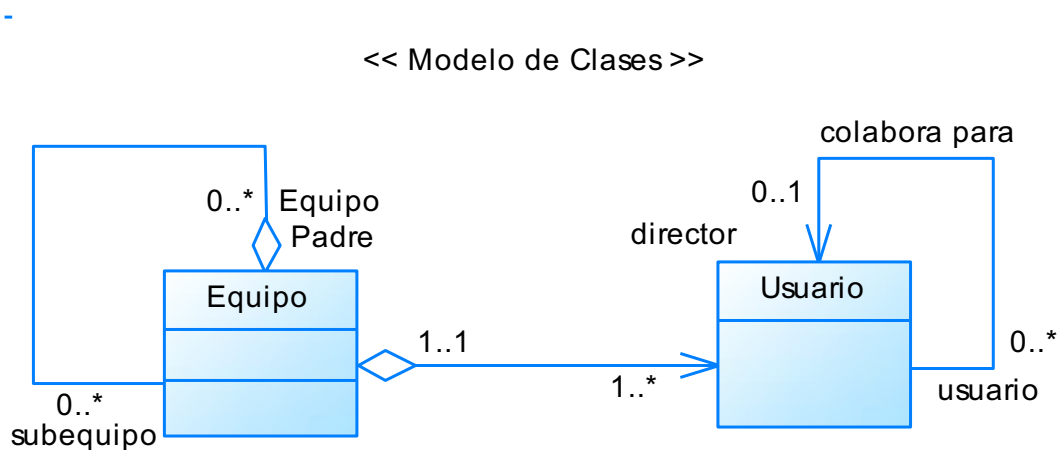 << Modelo de Clases >>
colabora para
0..1
0..* Equipo
Padre
director
Equipo
Usuario
1..1
0..*
1..*
usuario
0..*
subequipo